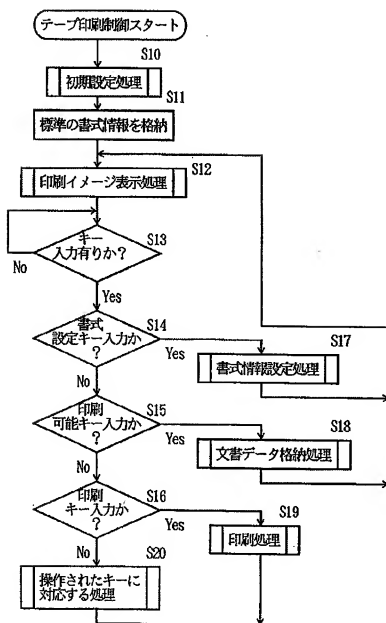 テープ印刷制御スタート
S10
初期設定処理
S11
標準の書式情報を格納
S12
印刷イメージ表示処理
キー
入力有りか?
S13
No
Yes
書式
設定キー入力か
?
S14
Yes
No
S17
書式情報設定処理
印刷
可能キー入力か
?
S15
Yes
No
S18
文書データ格納処理
印刷
キー入力か
?
S16
Yes
No
S19
印刷処理
S20
操作されたキーに
対応する処理